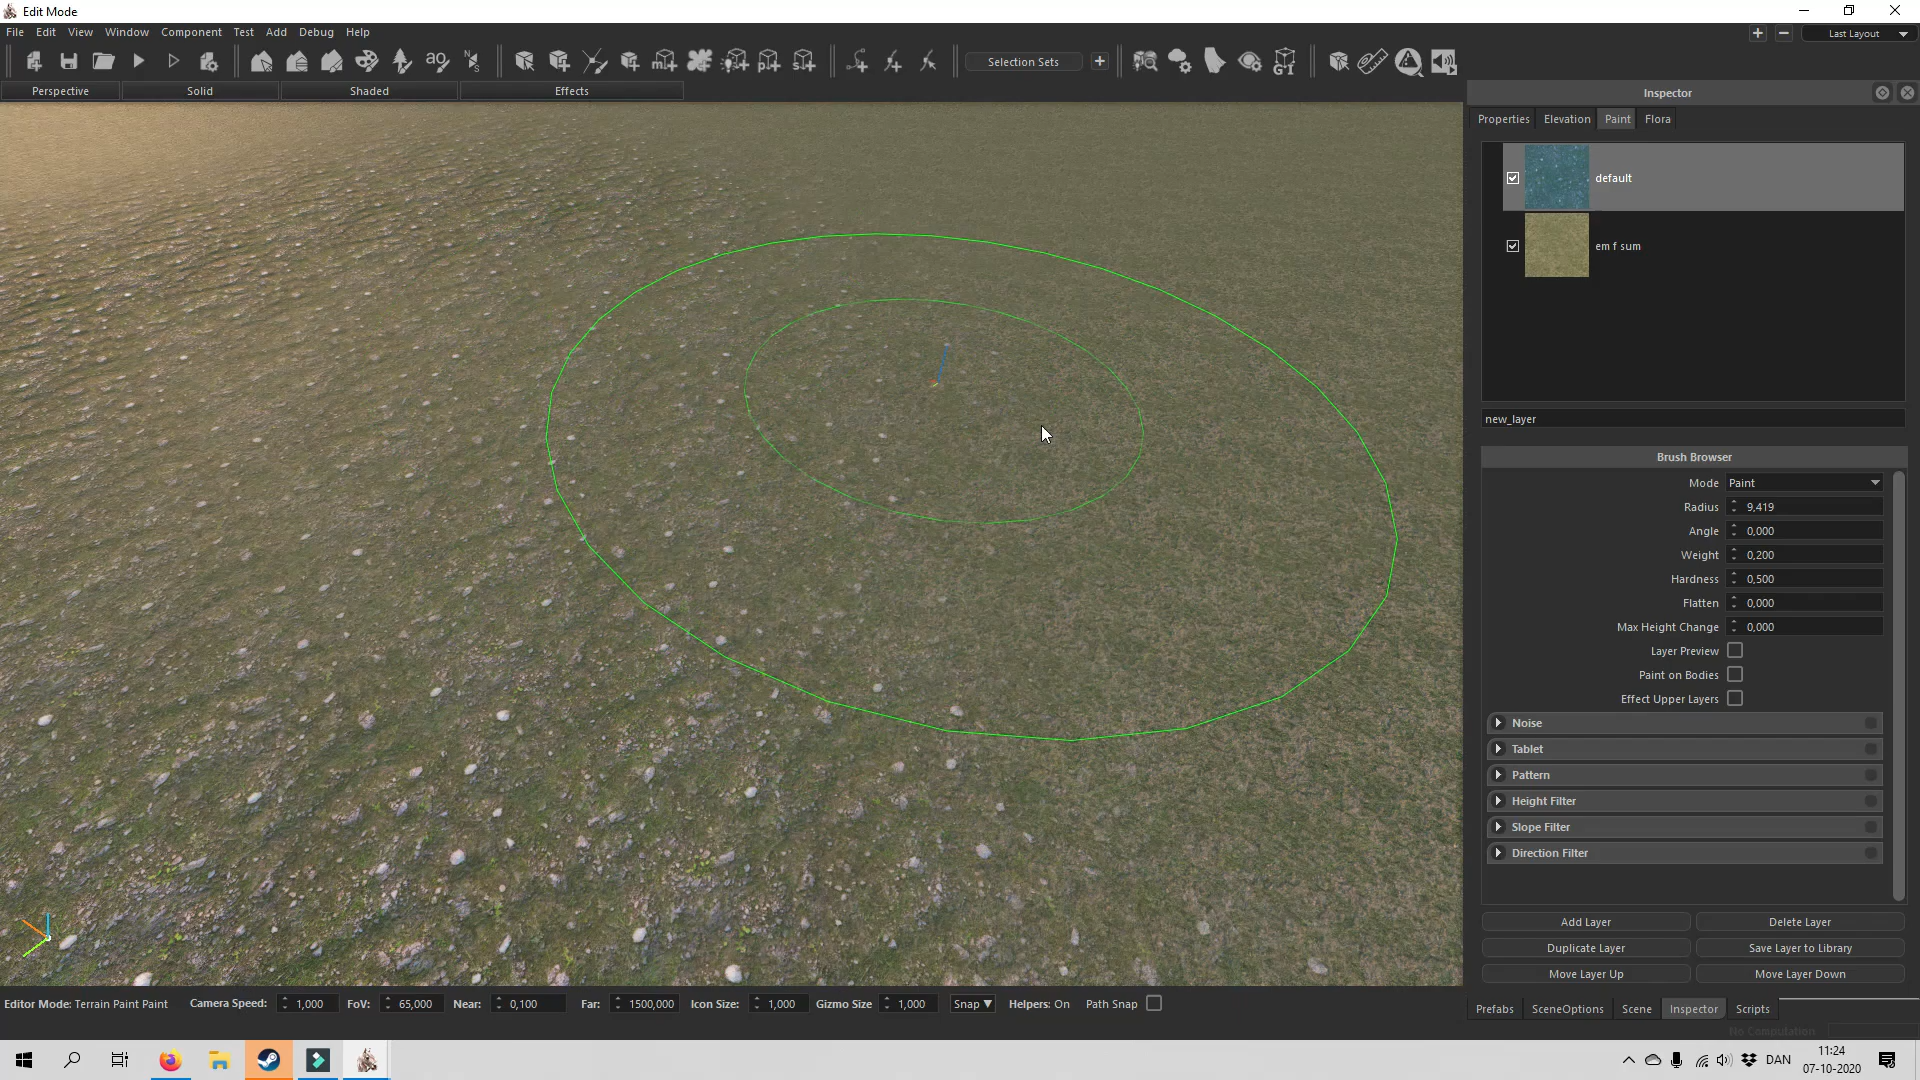 Edit Mode
File Edit View Window Component Test Add Debug Help
Last Layout
ao
Selection Sets
GI
Perspective Solid Shaded Effects
Inspector
Properties Elevation Paint Flora
default
em f sum
new_layer
Brush Browser
Mode Paint
Radius 9,419
Angle 0,000
Weight 0,200
Hardness 0,500
Flatten 0,000
Max Height Change 0,000
Layer Preview
Paint on Bodies
Effect Upper Layers
Noise
Tablet
Pattern
Height Filter
Slope Filter
Direction Filter
Add Layer Delete Layer
Duplicate Layer Save Layer to Library
Move Layer Up Move Layer Down
Editor Mode: Terrain Paint Paint Camera Speed: 1,000 FoV: 65,000 Near: 0,100 Far: 1500,000 Icon Size: 1,000 Gizmo Size 1,000 Snap Helpers: On Path Snap
Prefabs SceneOptions Scene Inspector Scripts
No Computation
DAN
11:24
07-10-2020